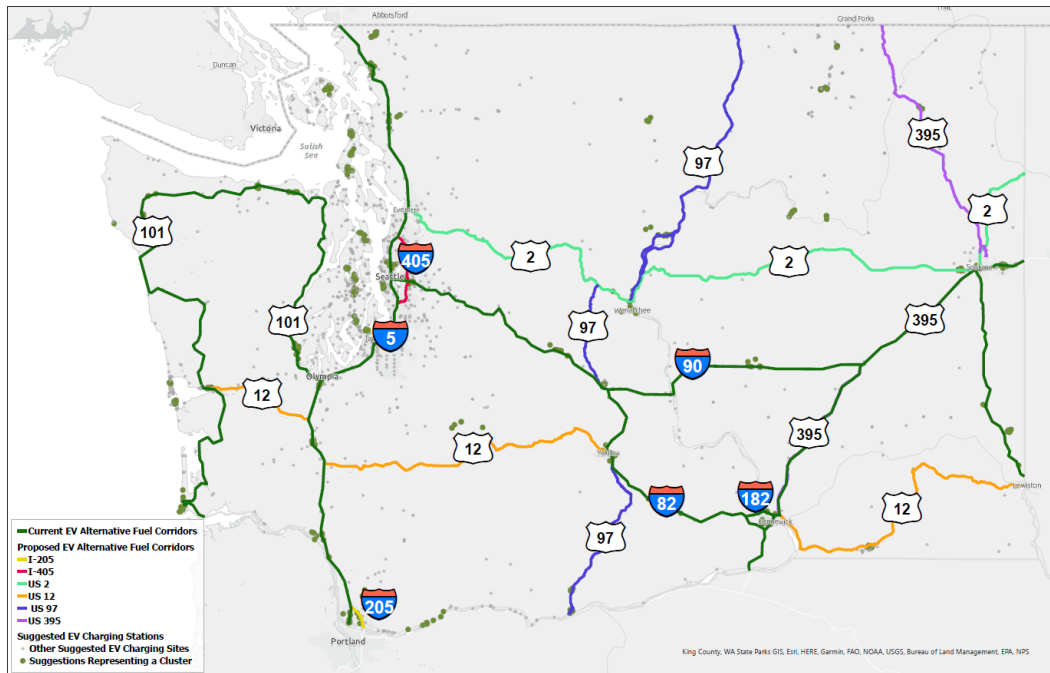 Abbotsford
Grand Forks
Duncan
Victoria
Salish
Sea
395
97
101
2
Everett
2
405
2
Seattle
Spokane
101
97
5
Wenatchee
395
90
Olympia
12
395
12
Yakima
182
82
Lewiston
12
Kennewick
97
205
Portland
Current EV Alternative Fuel Corridors
Proposed EV Alternative Fuel Corridors
I-205
I-405
US 2
US 12
US 97
US 395
Suggested EV Charging Stations
Other Suggested EV Charging Sites
Suggestions Representing a Cluster
King County, WA State Parks GIS, Esri, HERE, Garmin, FAO, NOAA, USGS, Bureau of Land Management, EPA, NPS